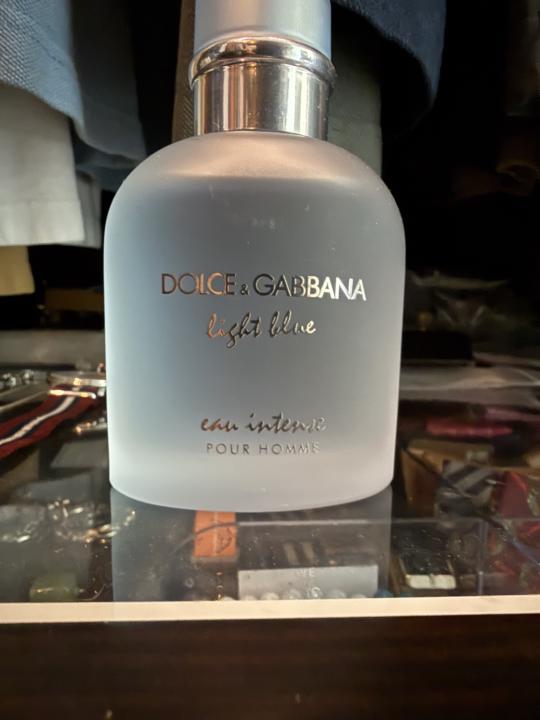 DOLCE & GABBANA
light blue
eau intense
POUR HOMME